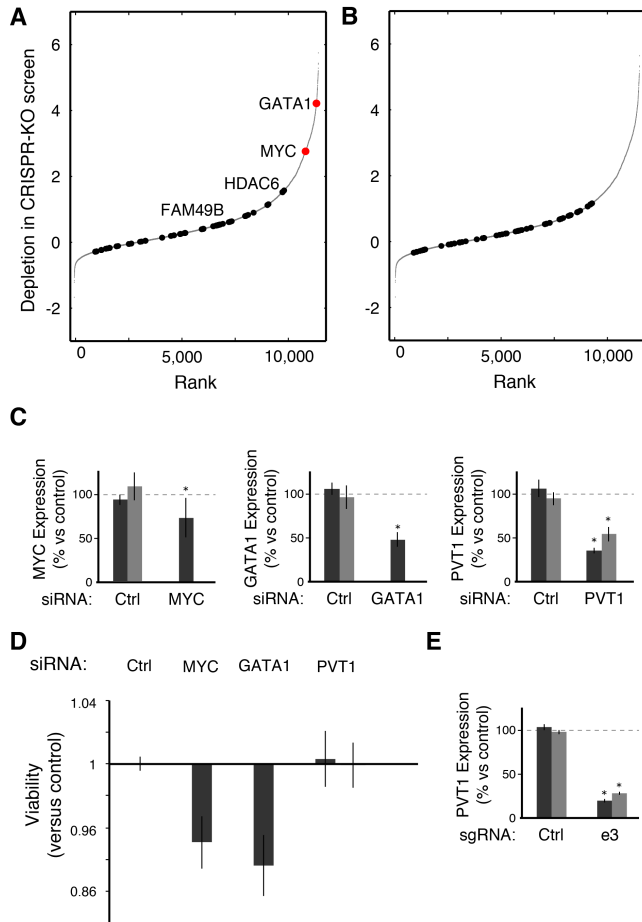 A
B
Depletion in CRISPR-KO screen
6
4
2
0
-2
GATA1
MYC
HDAC6
FAM49B
0
5,000
10,000
Rank
6
4
2
0
-2
0
5,000
10,000
Rank
C
MYC Expression
(% vs control)
100
50
0
*
siRNA:
Ctrl
MYC
GATA1 Expression
(% vs control)
100
50
0
*
siRNA:
Ctrl
GATA1
PVT1 Expression
(% vs control)
100
50
0
*
*
siRNA:
Ctrl
PVT1
D
siRNA:
Ctrl
MYC
GATA1
PVT1
Viability
(versus control)
1.04
1
0.96
0.86
E
PVT1 Expression
(% vs control)
100
50
0
*
*
sgRNA:
Ctrl
e3